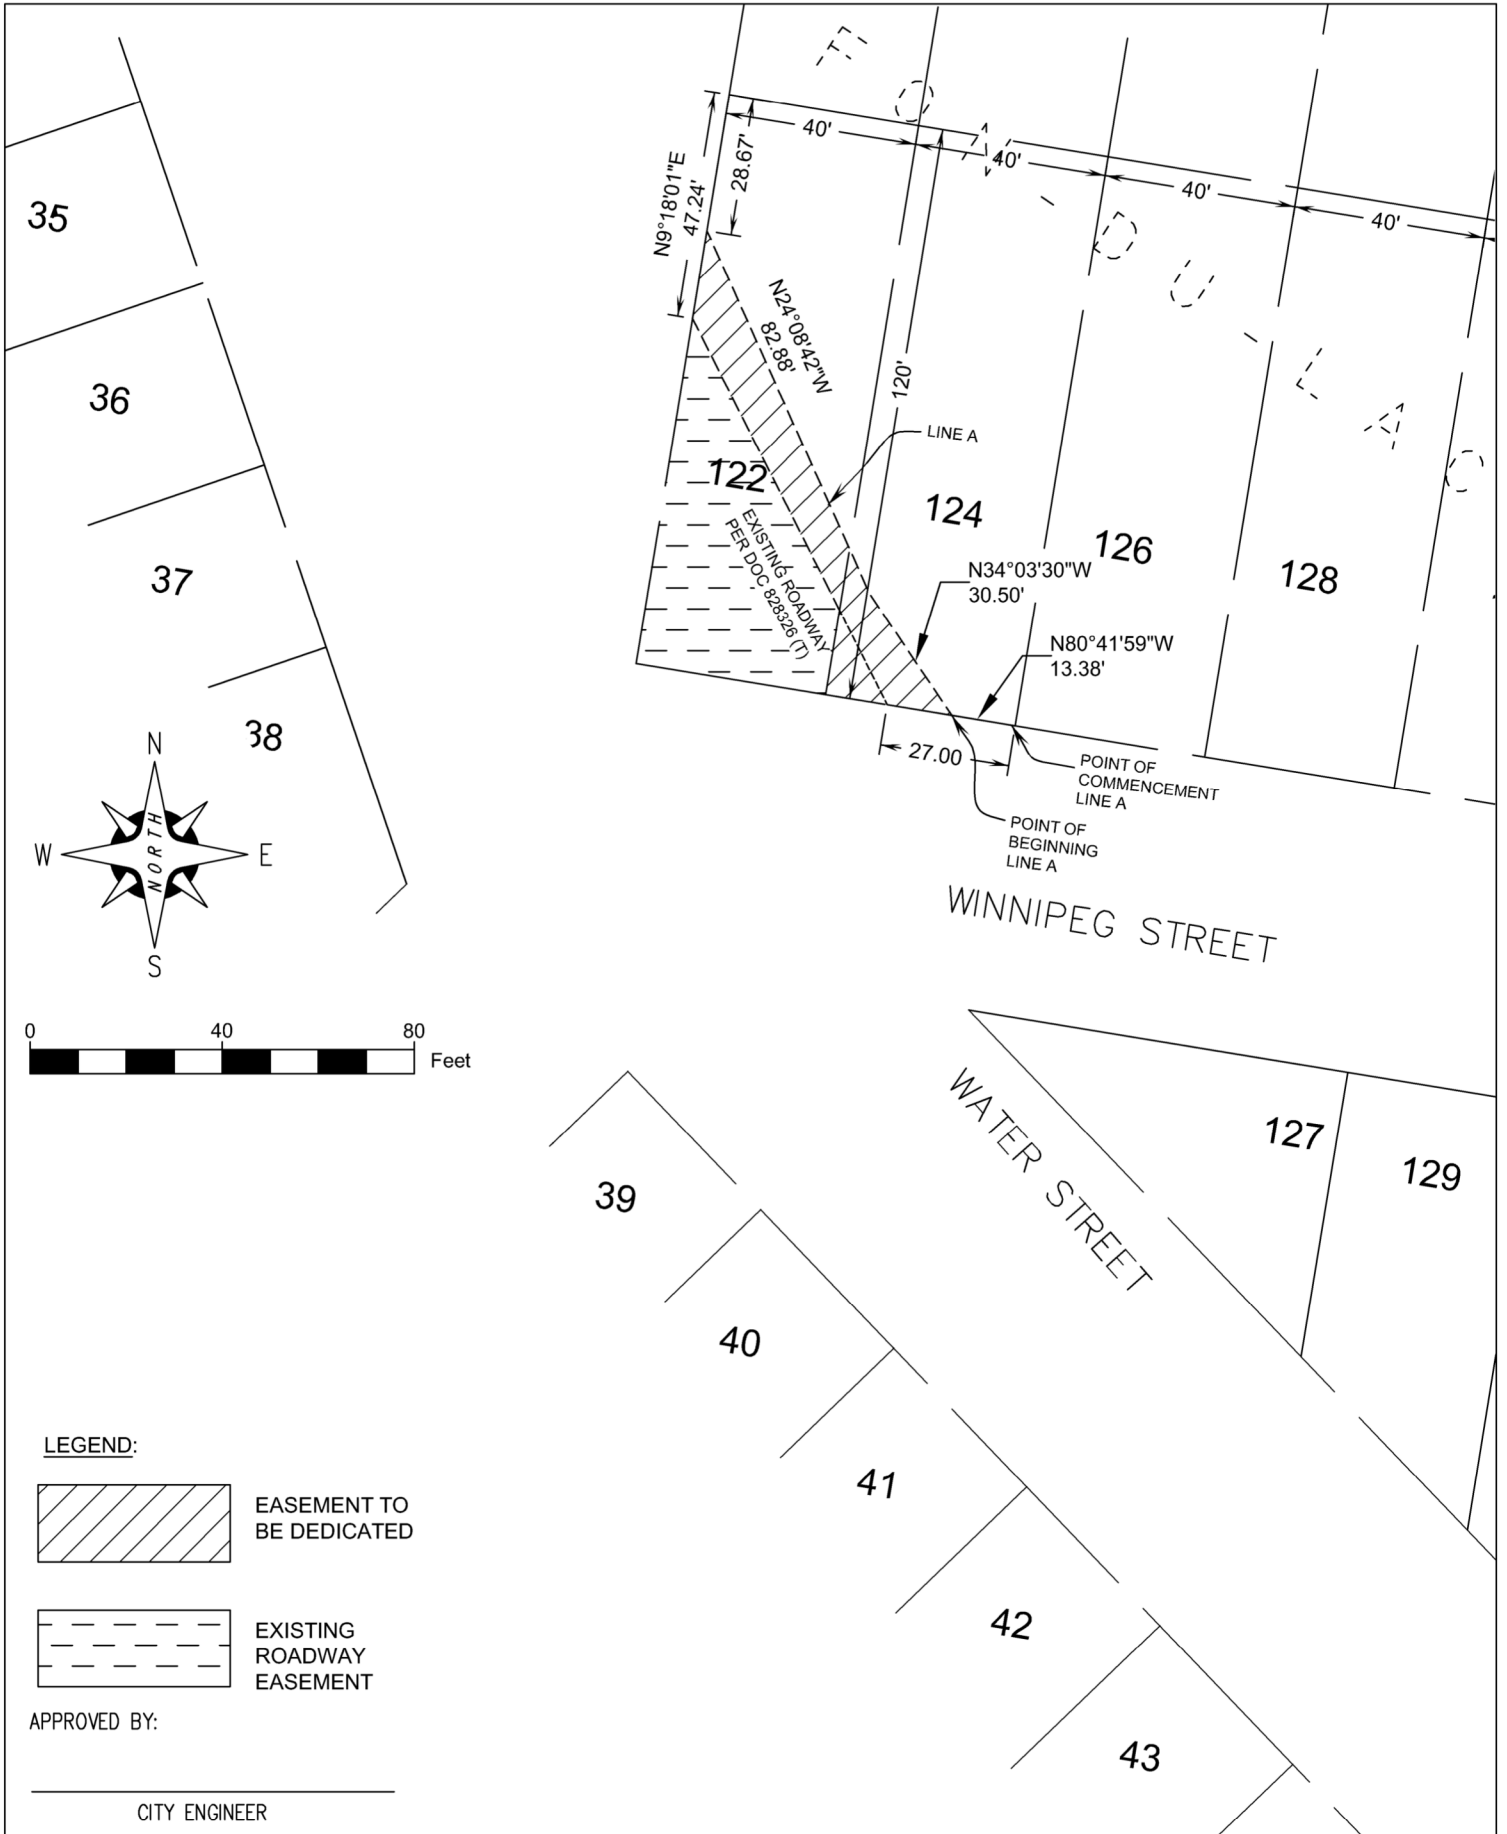 F O N - D U - L A C
40'
40'
40'
40'
N9°18'01"E
47.24'
28.67'
35
N24°08'42"W
82.88'
36
120'
LINE A
122
124
126
128
EXISTING ROADWAY
PER DOC 828326 (T)
37
N34°03'30"W
30.50'
N80°41'59"W
13.38'
38
27.00
POINT OF
COMMENCEMENT
LINE A
POINT OF
BEGINNING
LINE A
N
W
NORTH
E
S
WINNIPEG STREET
0 40 80
Feet
WATER STREET
127
129
39
40
41
42
43
LEGEND:
EASEMENT TO
BE DEDICATED
EXISTING
ROADWAY
EASEMENT
APPROVED BY:
CITY ENGINEER